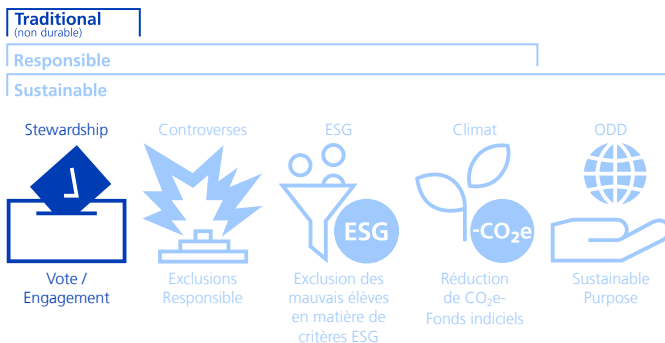 Traditional
(non durable)
Responsible
Sustainable
Stewardship
Controverses
ESG
Climat
ODD
ESG
-CO₂e
Vote /
Engagement
Exclusions
Responsible
Exclusion des
mauvais élèves
en matière de
critères ESG
Réduction
de CO₂e-
Fonds indiciels
Sustainable
Purpose